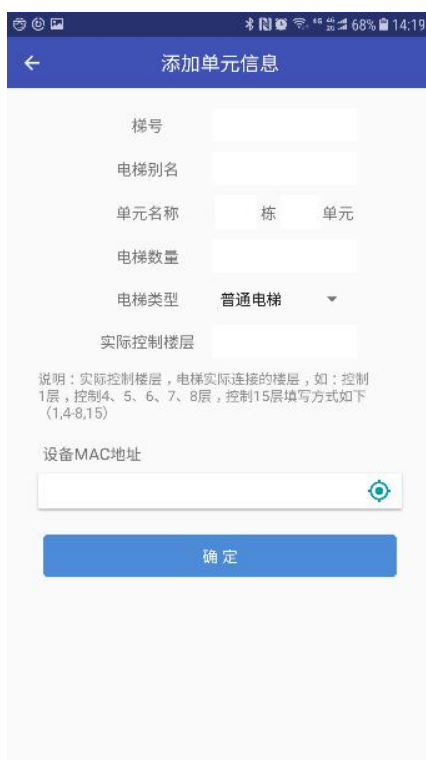 68% 14:19
添加单元信息
梯号
电梯别名
单元名称 栋 单元
电梯数量
电梯类型 普通电梯
实际控制楼层
说明：实际控制楼层，电梯实际连接的楼层，如：控制
1层，控制4、5、6、7、8层，控制15层填写方式如下
（1,4-8,15）
设备MAC地址
确定